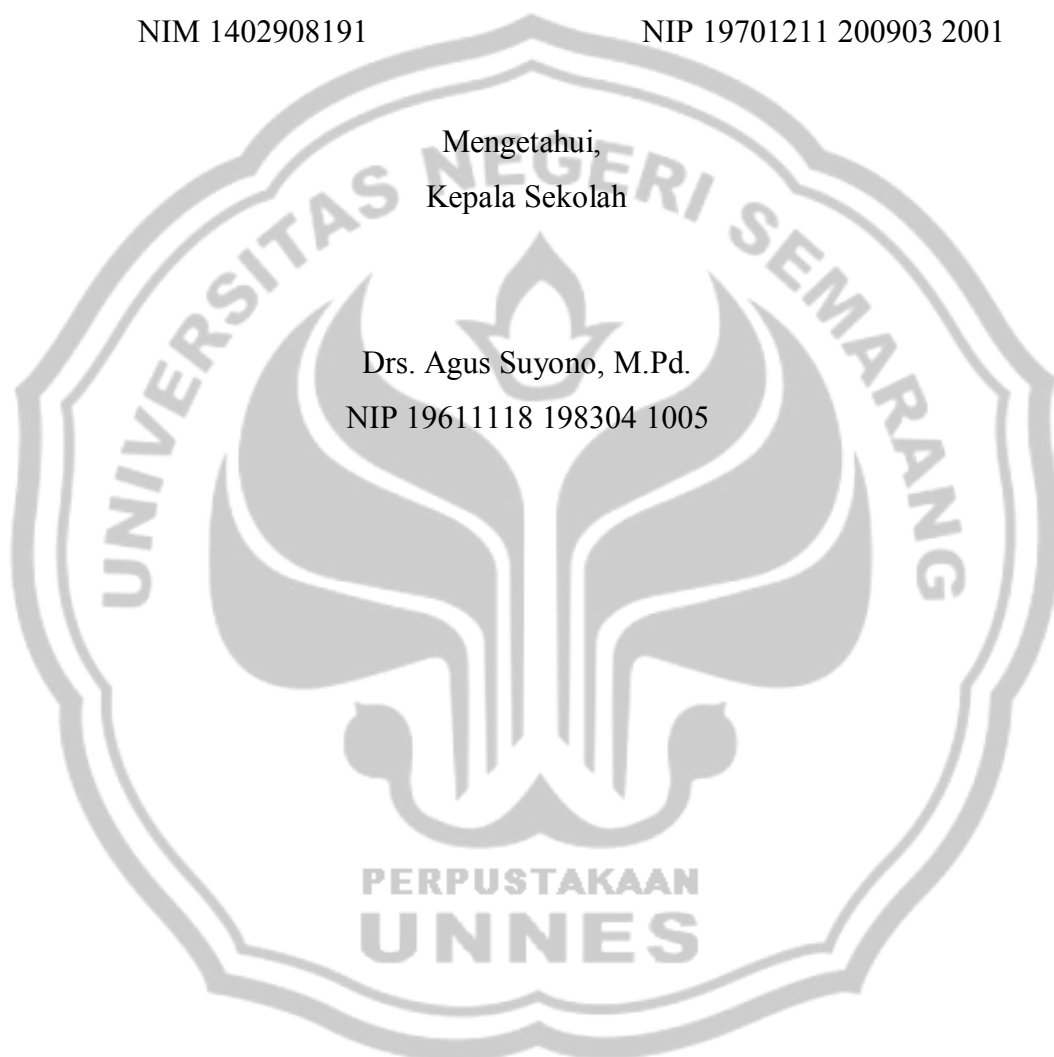 NIM 1402908191 NIP 19701211 200903 2001
Mengetahui,
Kepala Sekolah
Drs. Agus Suyono, M.Pd.
NIP 19611118 198304 1005
UNIVERSITAS NEGERI SEMARANG
PERPUSTAKAAN
UNNES